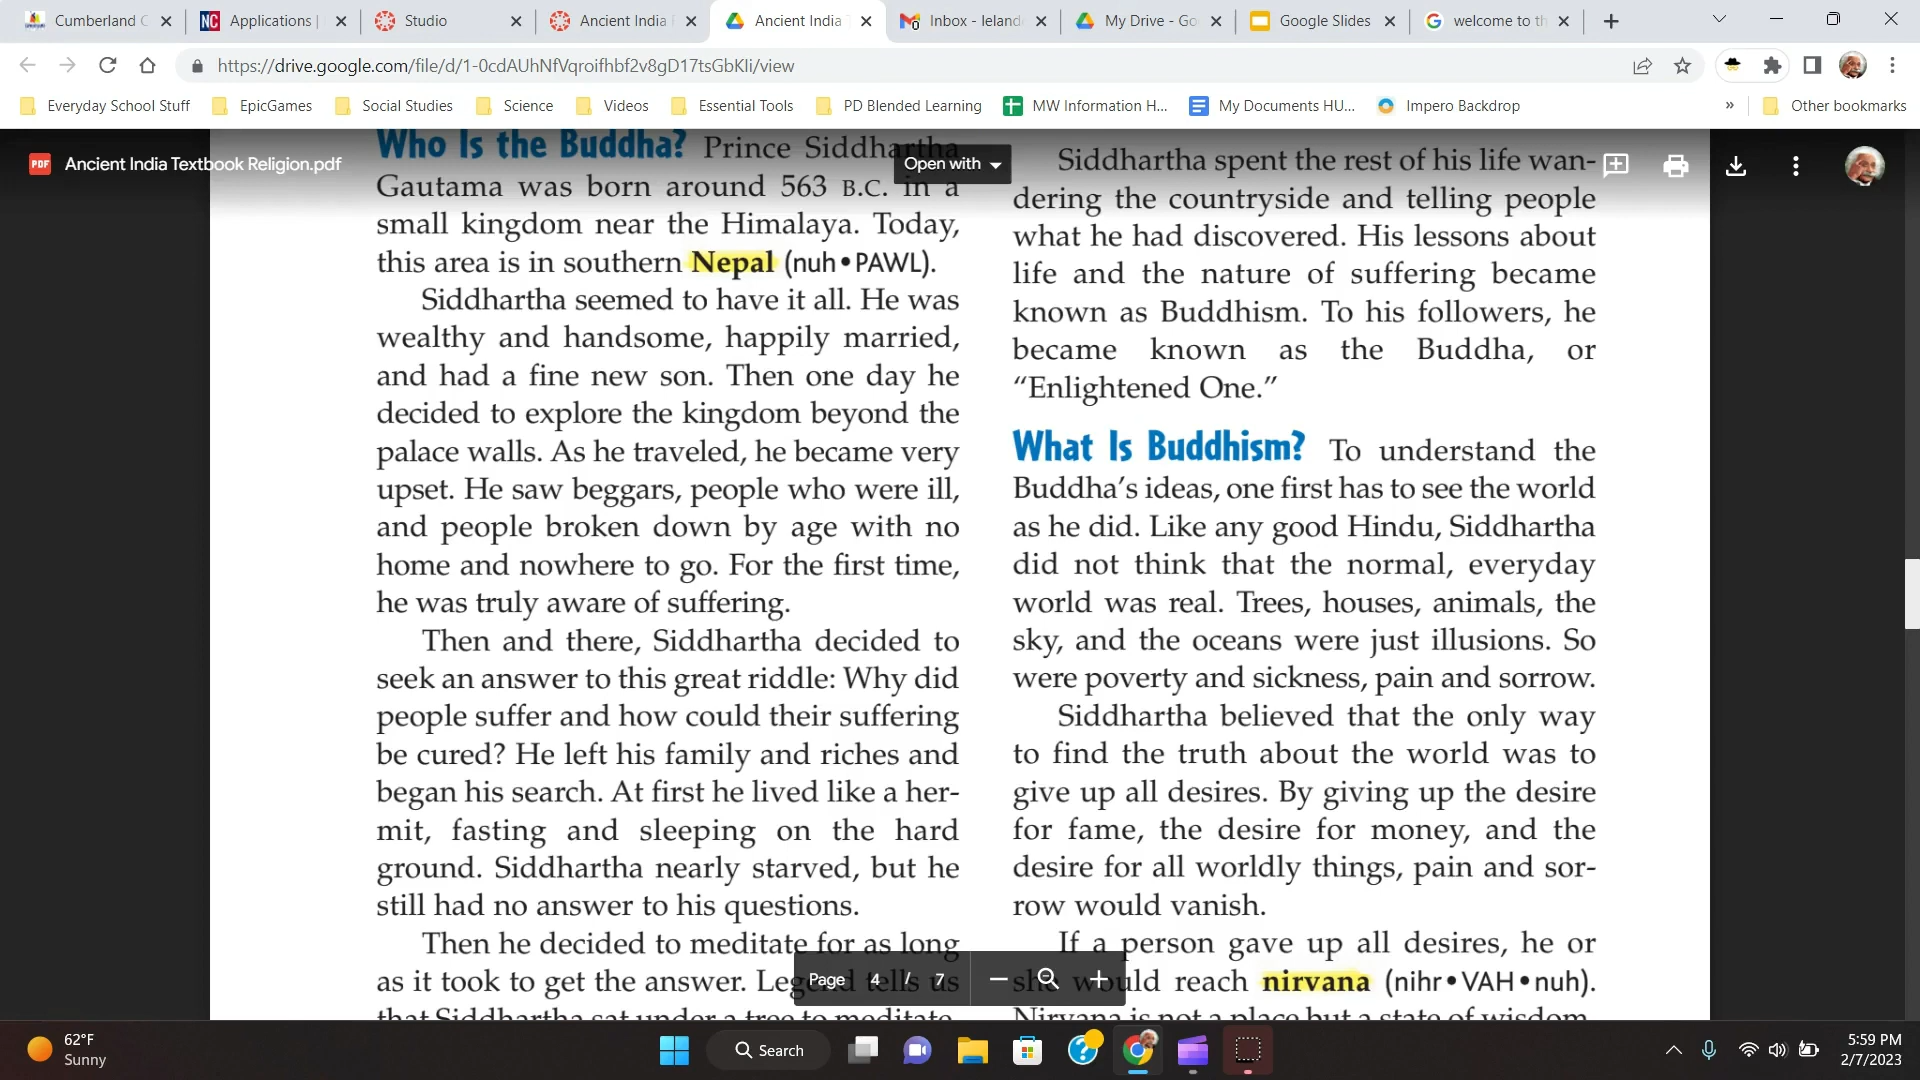 Cumberland C
Applications |
Studio
Ancient India
Ancient India
Inbox - leland
My Drive - Go
Google Slides
welcome to th
https://drive.google.com/file/d/1-0cdAUhNfVqroifhbf2v8gD17tsGbKli/view
Everyday School Stuff
EpicGames
Social Studies
Science
Videos
Essential Tools
PD Blended Learning
MW Information H...
My Documents HU...
Impero Backdrop
»
Other bookmarks
PDF
Ancient India Textbook Religion.pdf
Open with
Who Is the Buddha? Prince Siddhartha
Gautama was born around 563 B.C. in a
small kingdom near the Himalaya. Today,
this area is in southern Nepal (nuh•PAWL).
Siddhartha seemed to have it all. He was
wealthy and handsome, happily married,
and had a fine new son. Then one day he
decided to explore the kingdom beyond the
palace walls. As he traveled, he became very
upset. He saw beggars, people who were ill,
and people broken down by age with no
home and nowhere to go. For the first time,
he was truly aware of suffering.
Then and there, Siddhartha decided to
seek an answer to this great riddle: Why did
people suffer and how could their suffering
be cured? He left his family and riches and
began his search. At first he lived like a her-
mit, fasting and sleeping on the hard
ground. Siddhartha nearly starved, but he
still had no answer to his questions.
Then he decided to meditate for as long
as it took to get the answer. Legend tells us
that Siddhartha sat under a tree to meditate,
Siddhartha spent the rest of his life wan-
dering the countryside and telling people
what he had discovered. His lessons about
life and the nature of suffering became
known as Buddhism. To his followers, he
became known as the Buddha, or
“Enlightened One.”
What Is Buddhism? To understand the
Buddha’s ideas, one first has to see the world
as he did. Like any good Hindu, Siddhartha
did not think that the normal, everyday
world was real. Trees, houses, animals, the
sky, and the oceans were just illusions. So
were poverty and sickness, pain and sorrow.
Siddhartha believed that the only way
to find the truth about the world was to
give up all desires. By giving up the desire
for fame, the desire for money, and the
desire for all worldly things, pain and sor-
row would vanish.
If a person gave up all desires, he or
she would reach nirvana (nihr•VAH•nuh).
Nirvana is not a place but a state of wisdom
Page 4 / 7
62°F
Sunny
Search
5:59 PM
2/7/2023